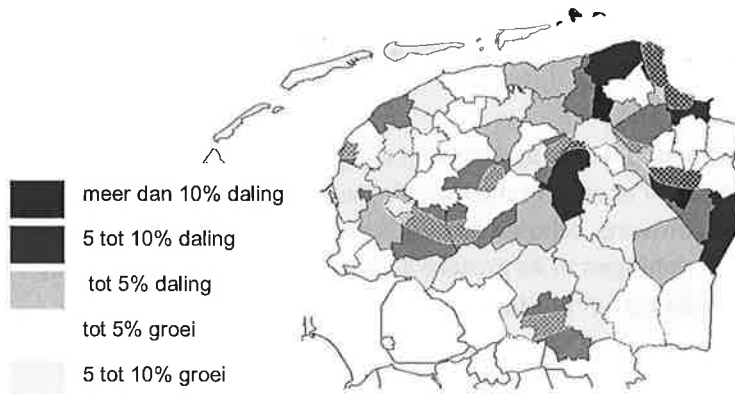 meer dan 10% daling
5 tot 10% daling
tot 5% daling
tot 5% groei
5 tot 10% groei